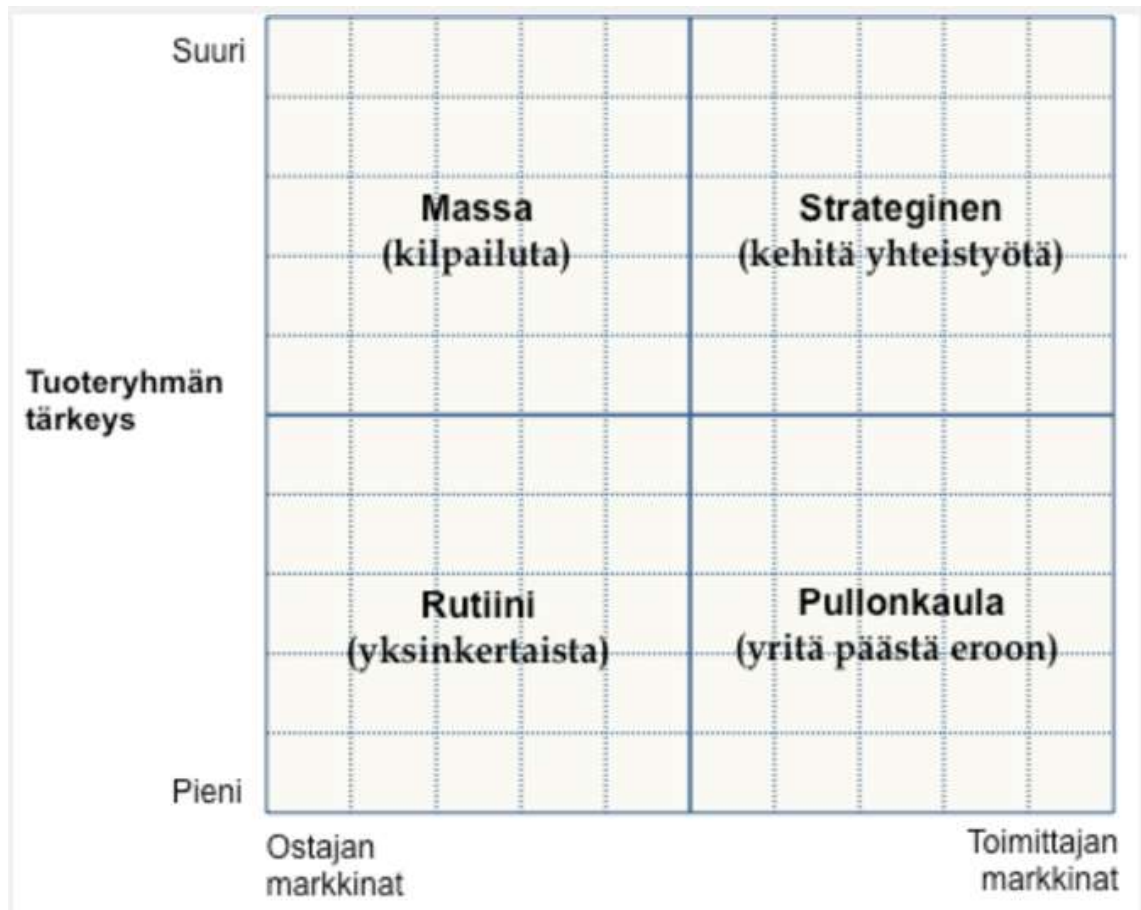 Suuri
Massa
(kilpailuta)
Strateginen
(kehitä yhteistyötä)
Tuoteryhmän
tärkeys
Rutiini
(yksinkertaista)
Pullonkaula
(yritä päästä eroon)
Pieni
Ostajan
markkinat
Toimittajan
markkinat